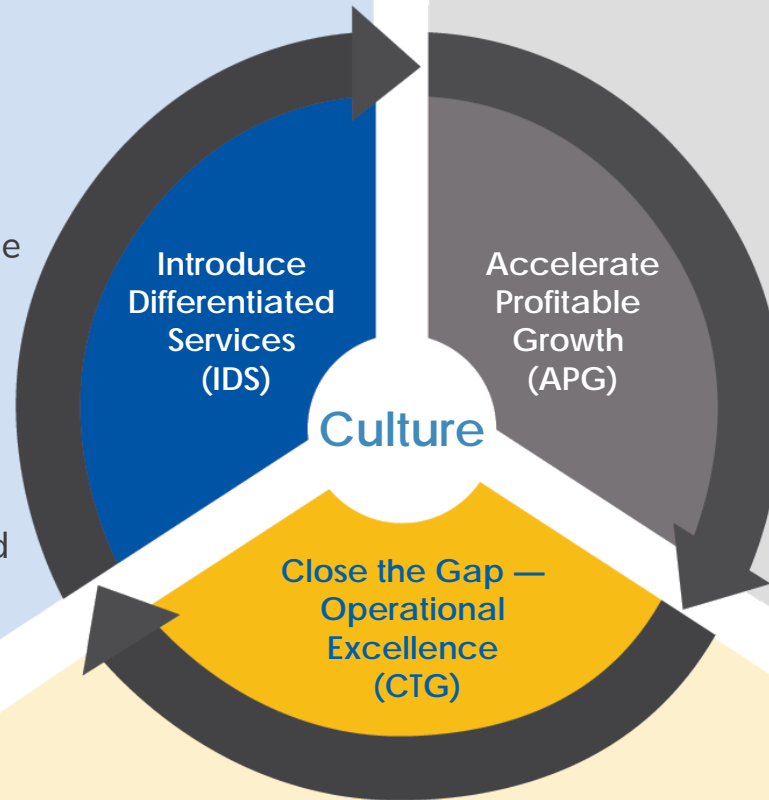 Introduce
Differentiated
Services
(IDS)
Accelerate
Profitable
Growth
(APG)
Culture
Close the Gap —
Operational
Excellence
(CTG)